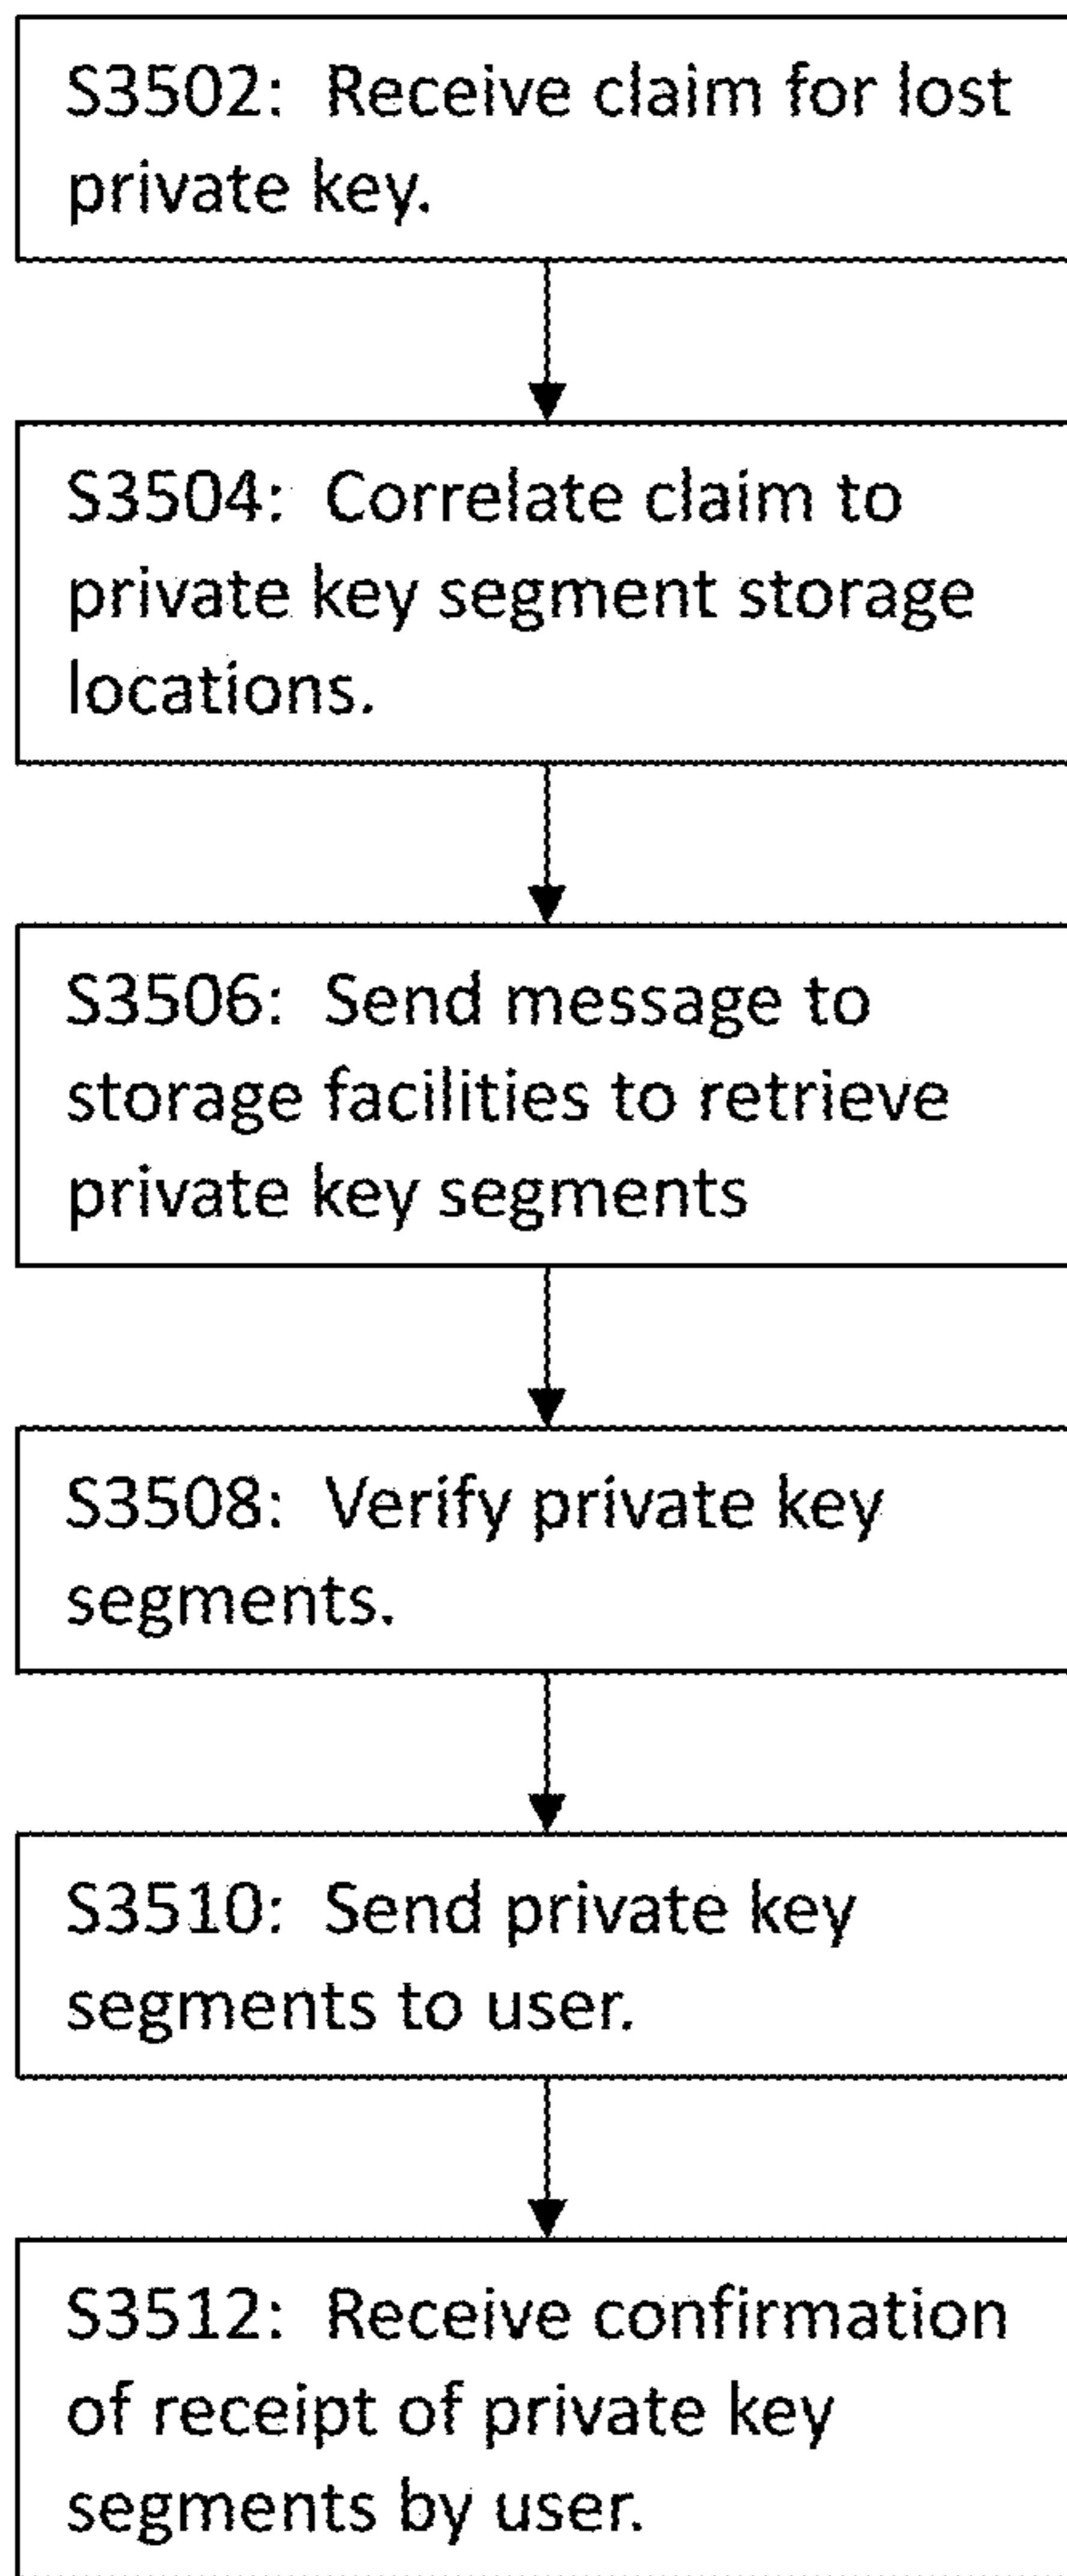 S3502: Receive claim for lost
private key.
S3504: Correlate claim to
private key segment storage
locations.
S3506: Send message to
storage facilities to retrieve
private key segments
S3508: Verify private key
segments.
S3510: Send private key
segments to user.
S3512: Receive confirmation
of receipt of private key
segments by user.